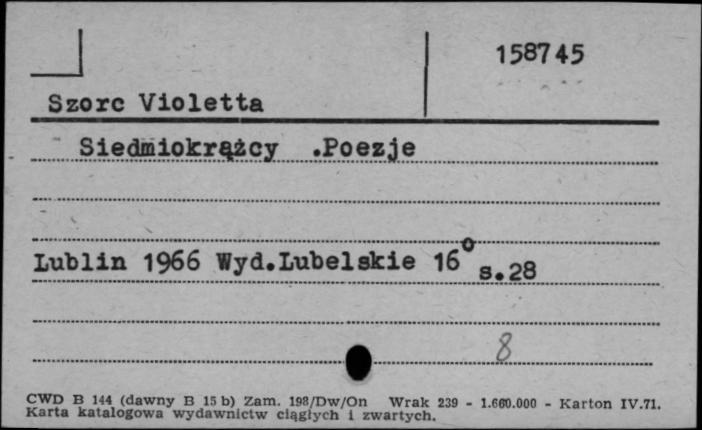 158745
Szorc Violetta
Siedmiokrążcy .Poezje
Lublin 1966 Wyd.Lubelskie 16° s.28
8
CWD B 144 (dawny B 15 b) Zam. 198/Dw/On Wrak 239 - 1.660.000 - Karton IV.71.
Karta katalogowa wydawnictw ciągłych i zwartych.